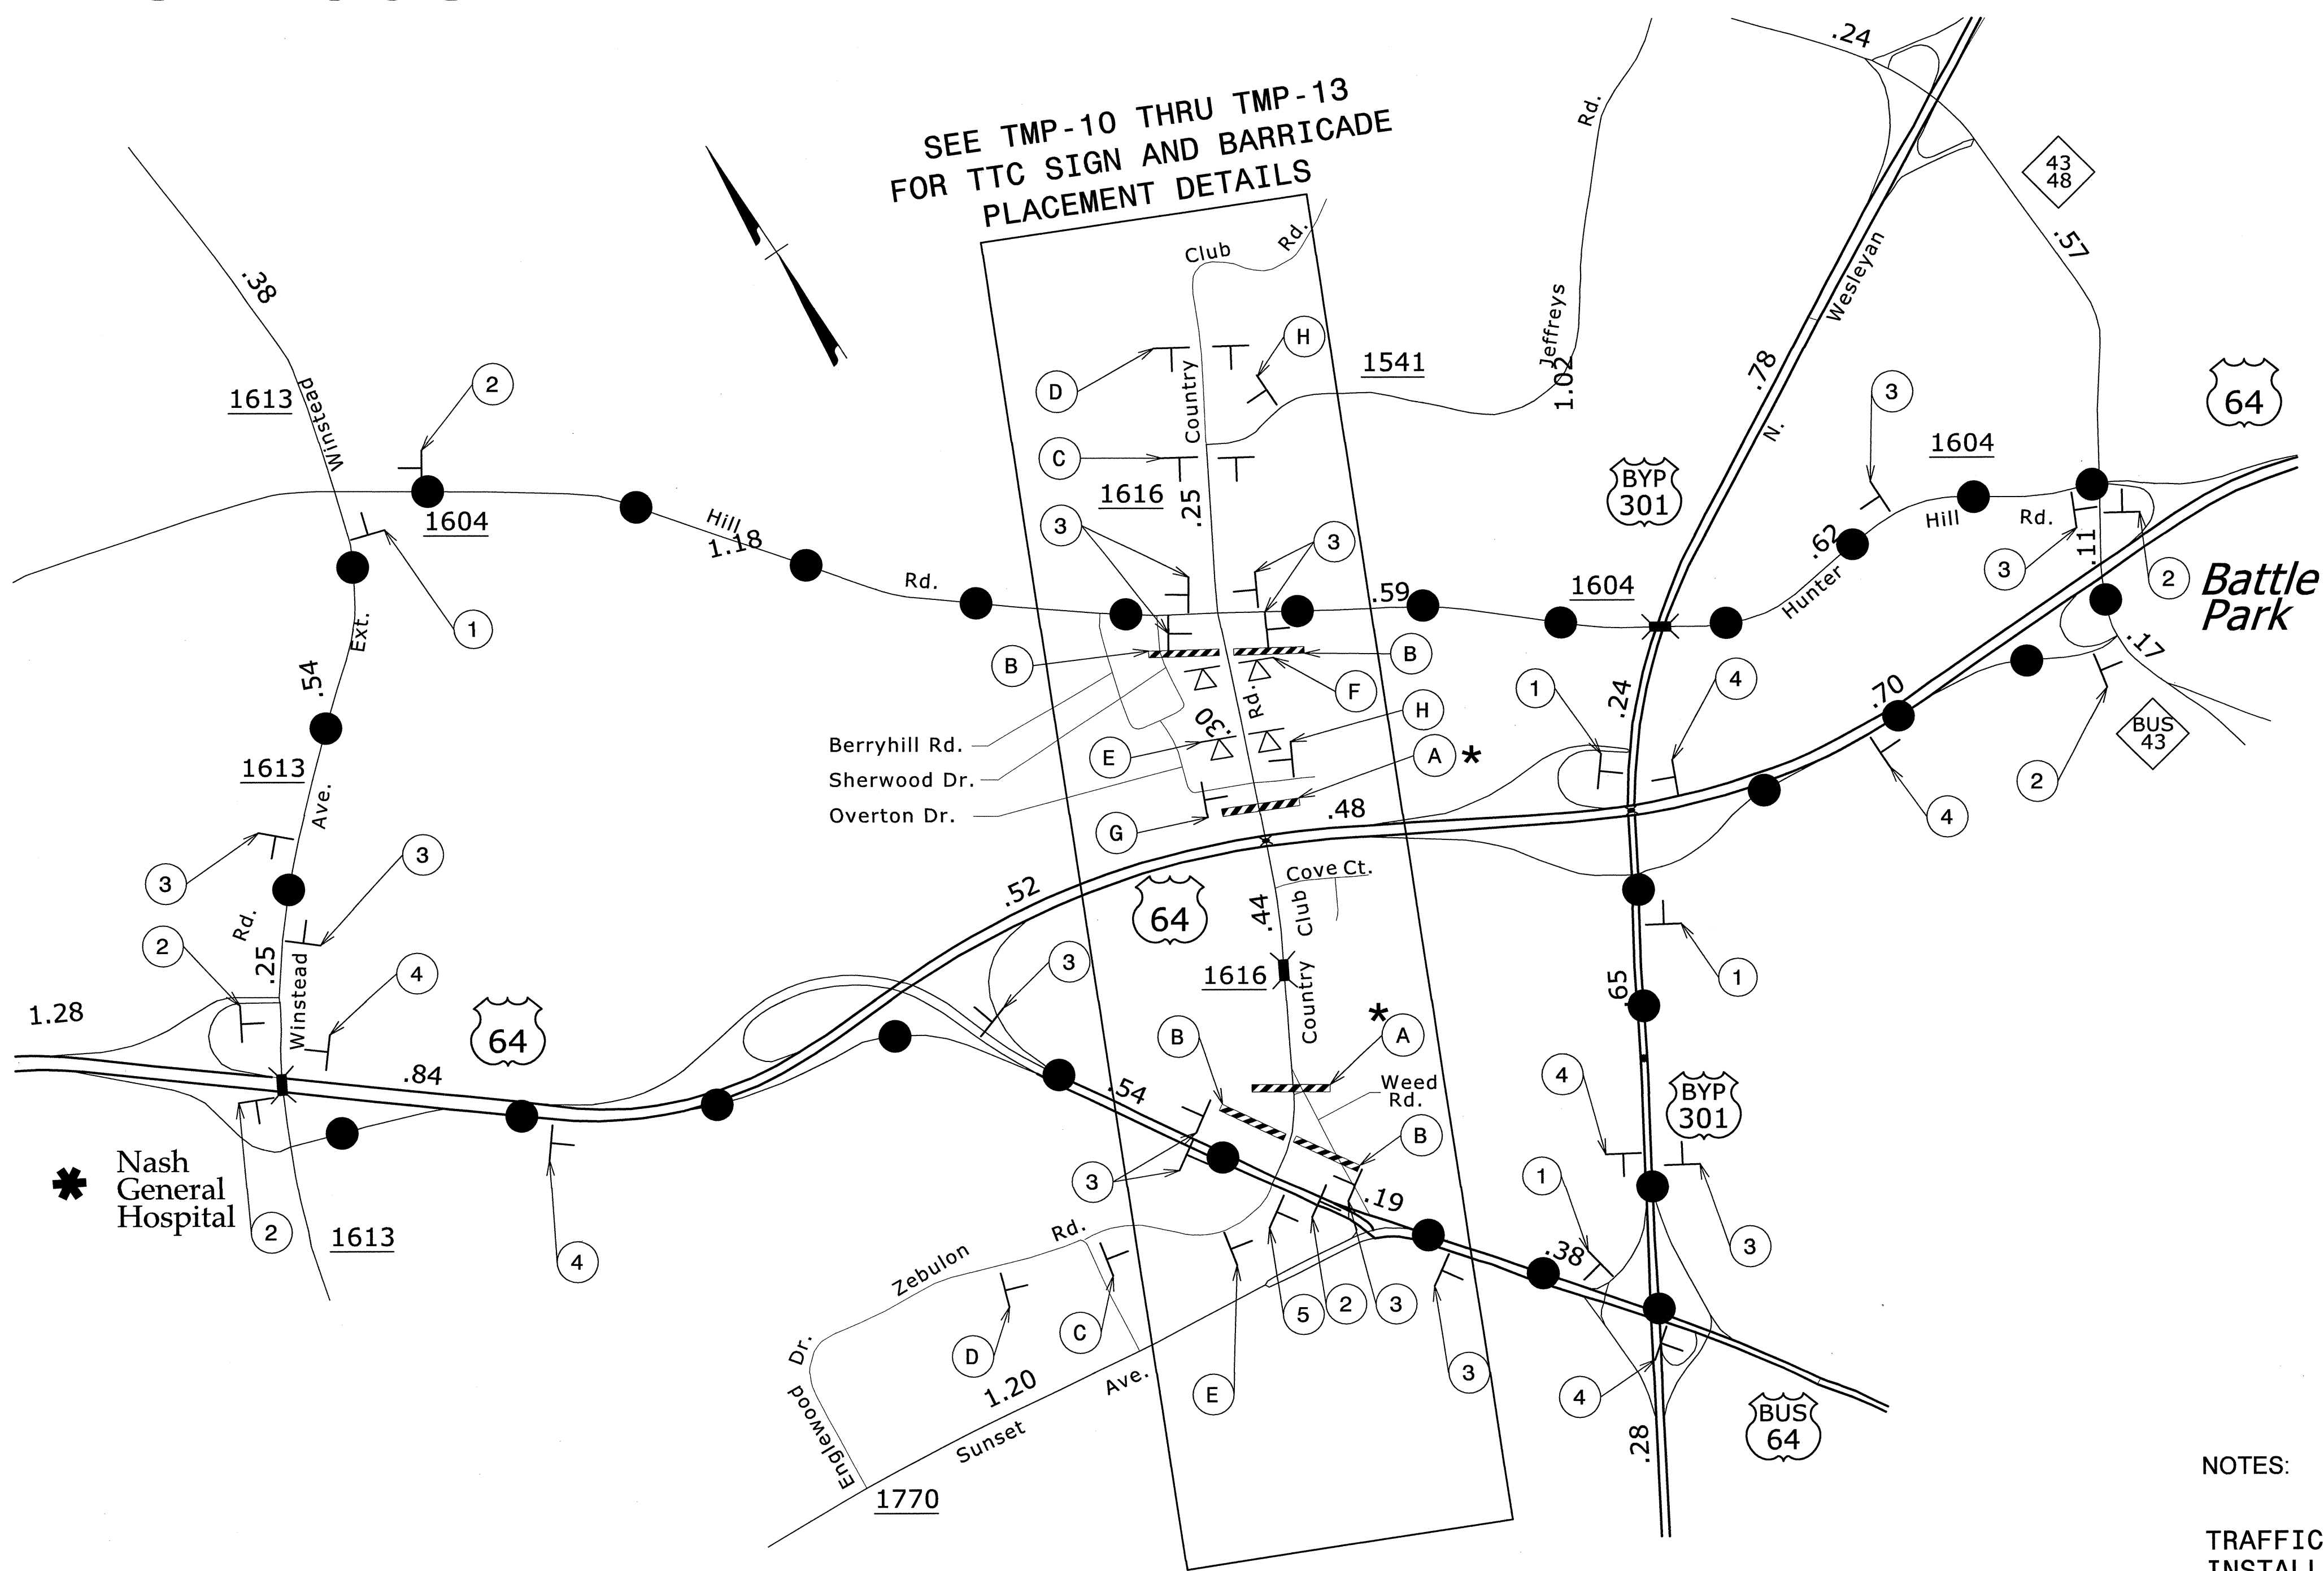 SEE TMP-10 THRU TMP-13
FOR TTC SIGN AND BARRICADE
PLACEMENT DETAILS
.24
43
48
.57
Rd.
Jeffreys
1.02
Wesleyan
N.
.78
.38
1613
Winstead
2
1604
1
Ext.
.54
1613
Ave.
3
3
Rd.
.25
2
4
Winstead
1.28
64
.84
Nash
General
Hospital
2
1613
4
Hill
1.18
Rd.
Club
Rd.
D
H
Country
1541
C
1616
.25
3
3
.59
1604
B
B
F
Rd.
.30
H
E
A *
G
Berryhill Rd.
Sherwood Dr.
Overton Dr.
.48
.52
64
Cove Ct.
.44
Club
3
1616
Country
* A
B
Weed
Rd.
.54
B
3
.19
5
2
3
E
3
Rd.
Zebulon
D
C
Dr.
Englewood
1.20
Sunset
Ave.
1770
BYP
301
3
1604
64
Hill
Rd.
.62
Hunter
.11
3
2
Battle
Park
1
4
.24
.70
.17
BUS
43
4
2
1
.65
4
BYP
301
1
3
.38
4
BUS
64
.28
NOTES:
TRAFFIC